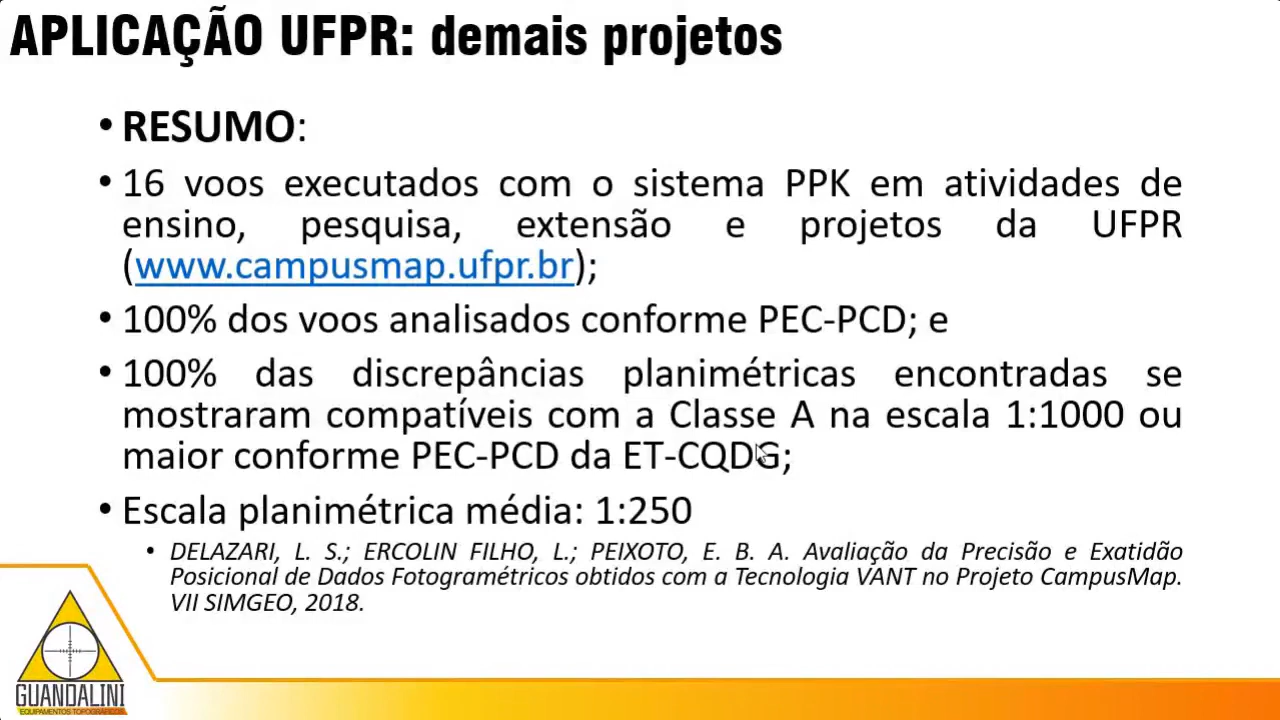 APLICAÇÃO UFPR: demais projetos
• RESUMO:
• 16 voos executados com o sistema PPK em atividades de
ensino, pesquisa, extensão e projetos da UFPR
(www.campusmap.ufpr.br);
• 100% dos voos analisados conforme PEC-PCD; e
• 100% das discrepâncias planimétricas encontradas se
mostraram compatíveis com a Classe A na escala 1:1000 ou
maior conforme PEC-PCD da ET-CQDG;
• Escala planimétrica média: 1:250
• DELAZARI, L. S.; ERCOLIN FILHO, L.; PEIXOTO, E. B. A. Avaliação da Precisão e Exatidão
Posicional de Dados Fotogramétricos obtidos com a Tecnologia VANT no Projeto CampusMap.
VII SIMGEO, 2018.
GUANDALINI
EQUIPAMENTOS TOPOGRÁFICOS